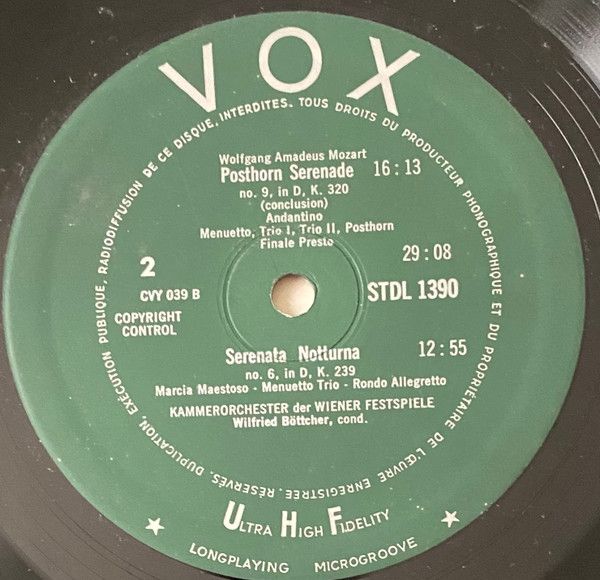 VOX
TOUS DROITS DU PRODUCTEUR PHONOGRAPHIQUE ET DU PROPRIÉTAIRE DE L'ŒUVRE ENREGISTRÉE. RESERVÉS. DUPLICATION, EXÉCUTION PUBLIQUE, RADIODIFFUSION DE CE DISQUE, INTERDITES.
Wolfgang Amadeus Mozart
Posthorn Serenade 16:13
no. 9, in D, K. 320
(conclusion)
Andantino
Menuetto, Trio I, Trio II, Posthorn
Finale Presto
29:08
2
CVY 039 B
STDL 1390
COPYRIGHT
CONTROL
Serenata Notturna 12:55
no. 6, in D, K. 239
Marcia Maestoso - Menuetto Trio - Rondo Allegretto
KAMMERORCHESTER der WIENER FESTSPIELE
Wilfried Böttcher, cond.
ULTRA HIGH FIDELITY
LONGPLAYING MICROGROOVE